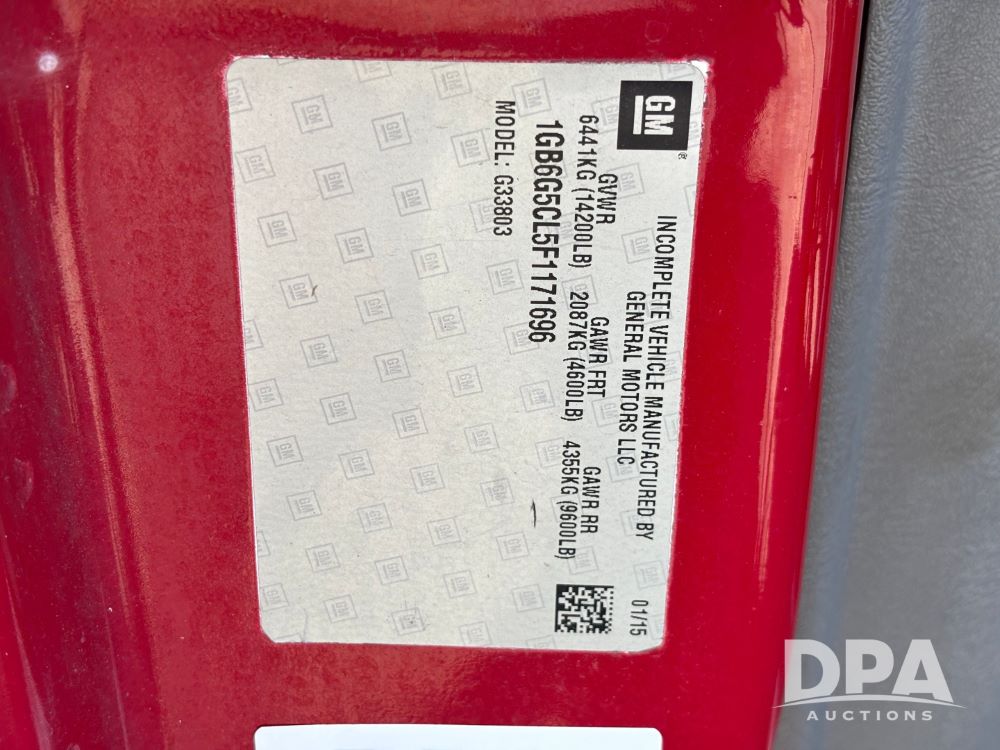 GM
®
INCOMPLETE VEHICLE MANUFACTURED BY
GENERAL MOTORS LLC
01/15
GVWR GAWR FRT GAWR RR
6441KG (14200LB) 2087KG (4600LB) 4355KG (9600LB)
1GB6G5CL5F1171696
MODEL: G33803
DPA
AUCTIONS